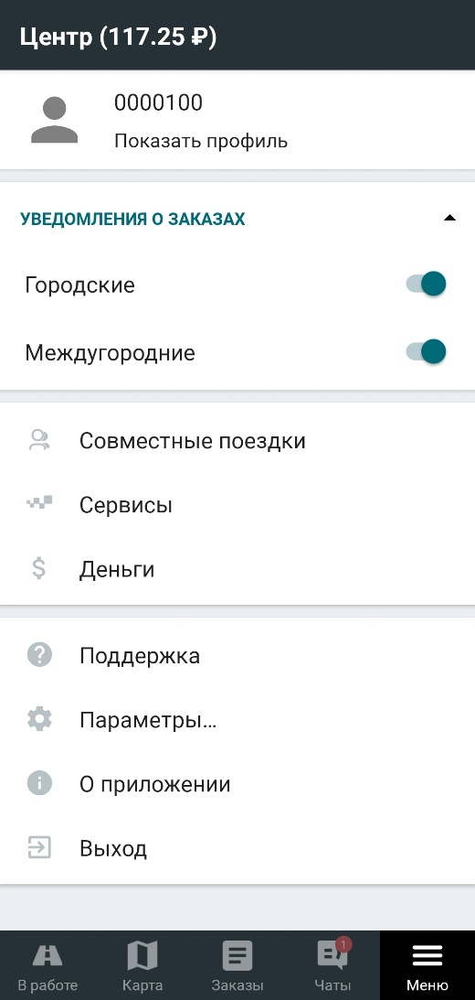 Центр (117.25 ₽)
0000100
Показать профиль
УВЕДОМЛЕНИЯ О ЗАКАЗАХ
Городские
Междугородние
Совместные поездки
Сервисы
Деньги
Поддержка
Параметры...
О приложении
Выход
1
В работе
Карта
Заказы
Чаты
Меню